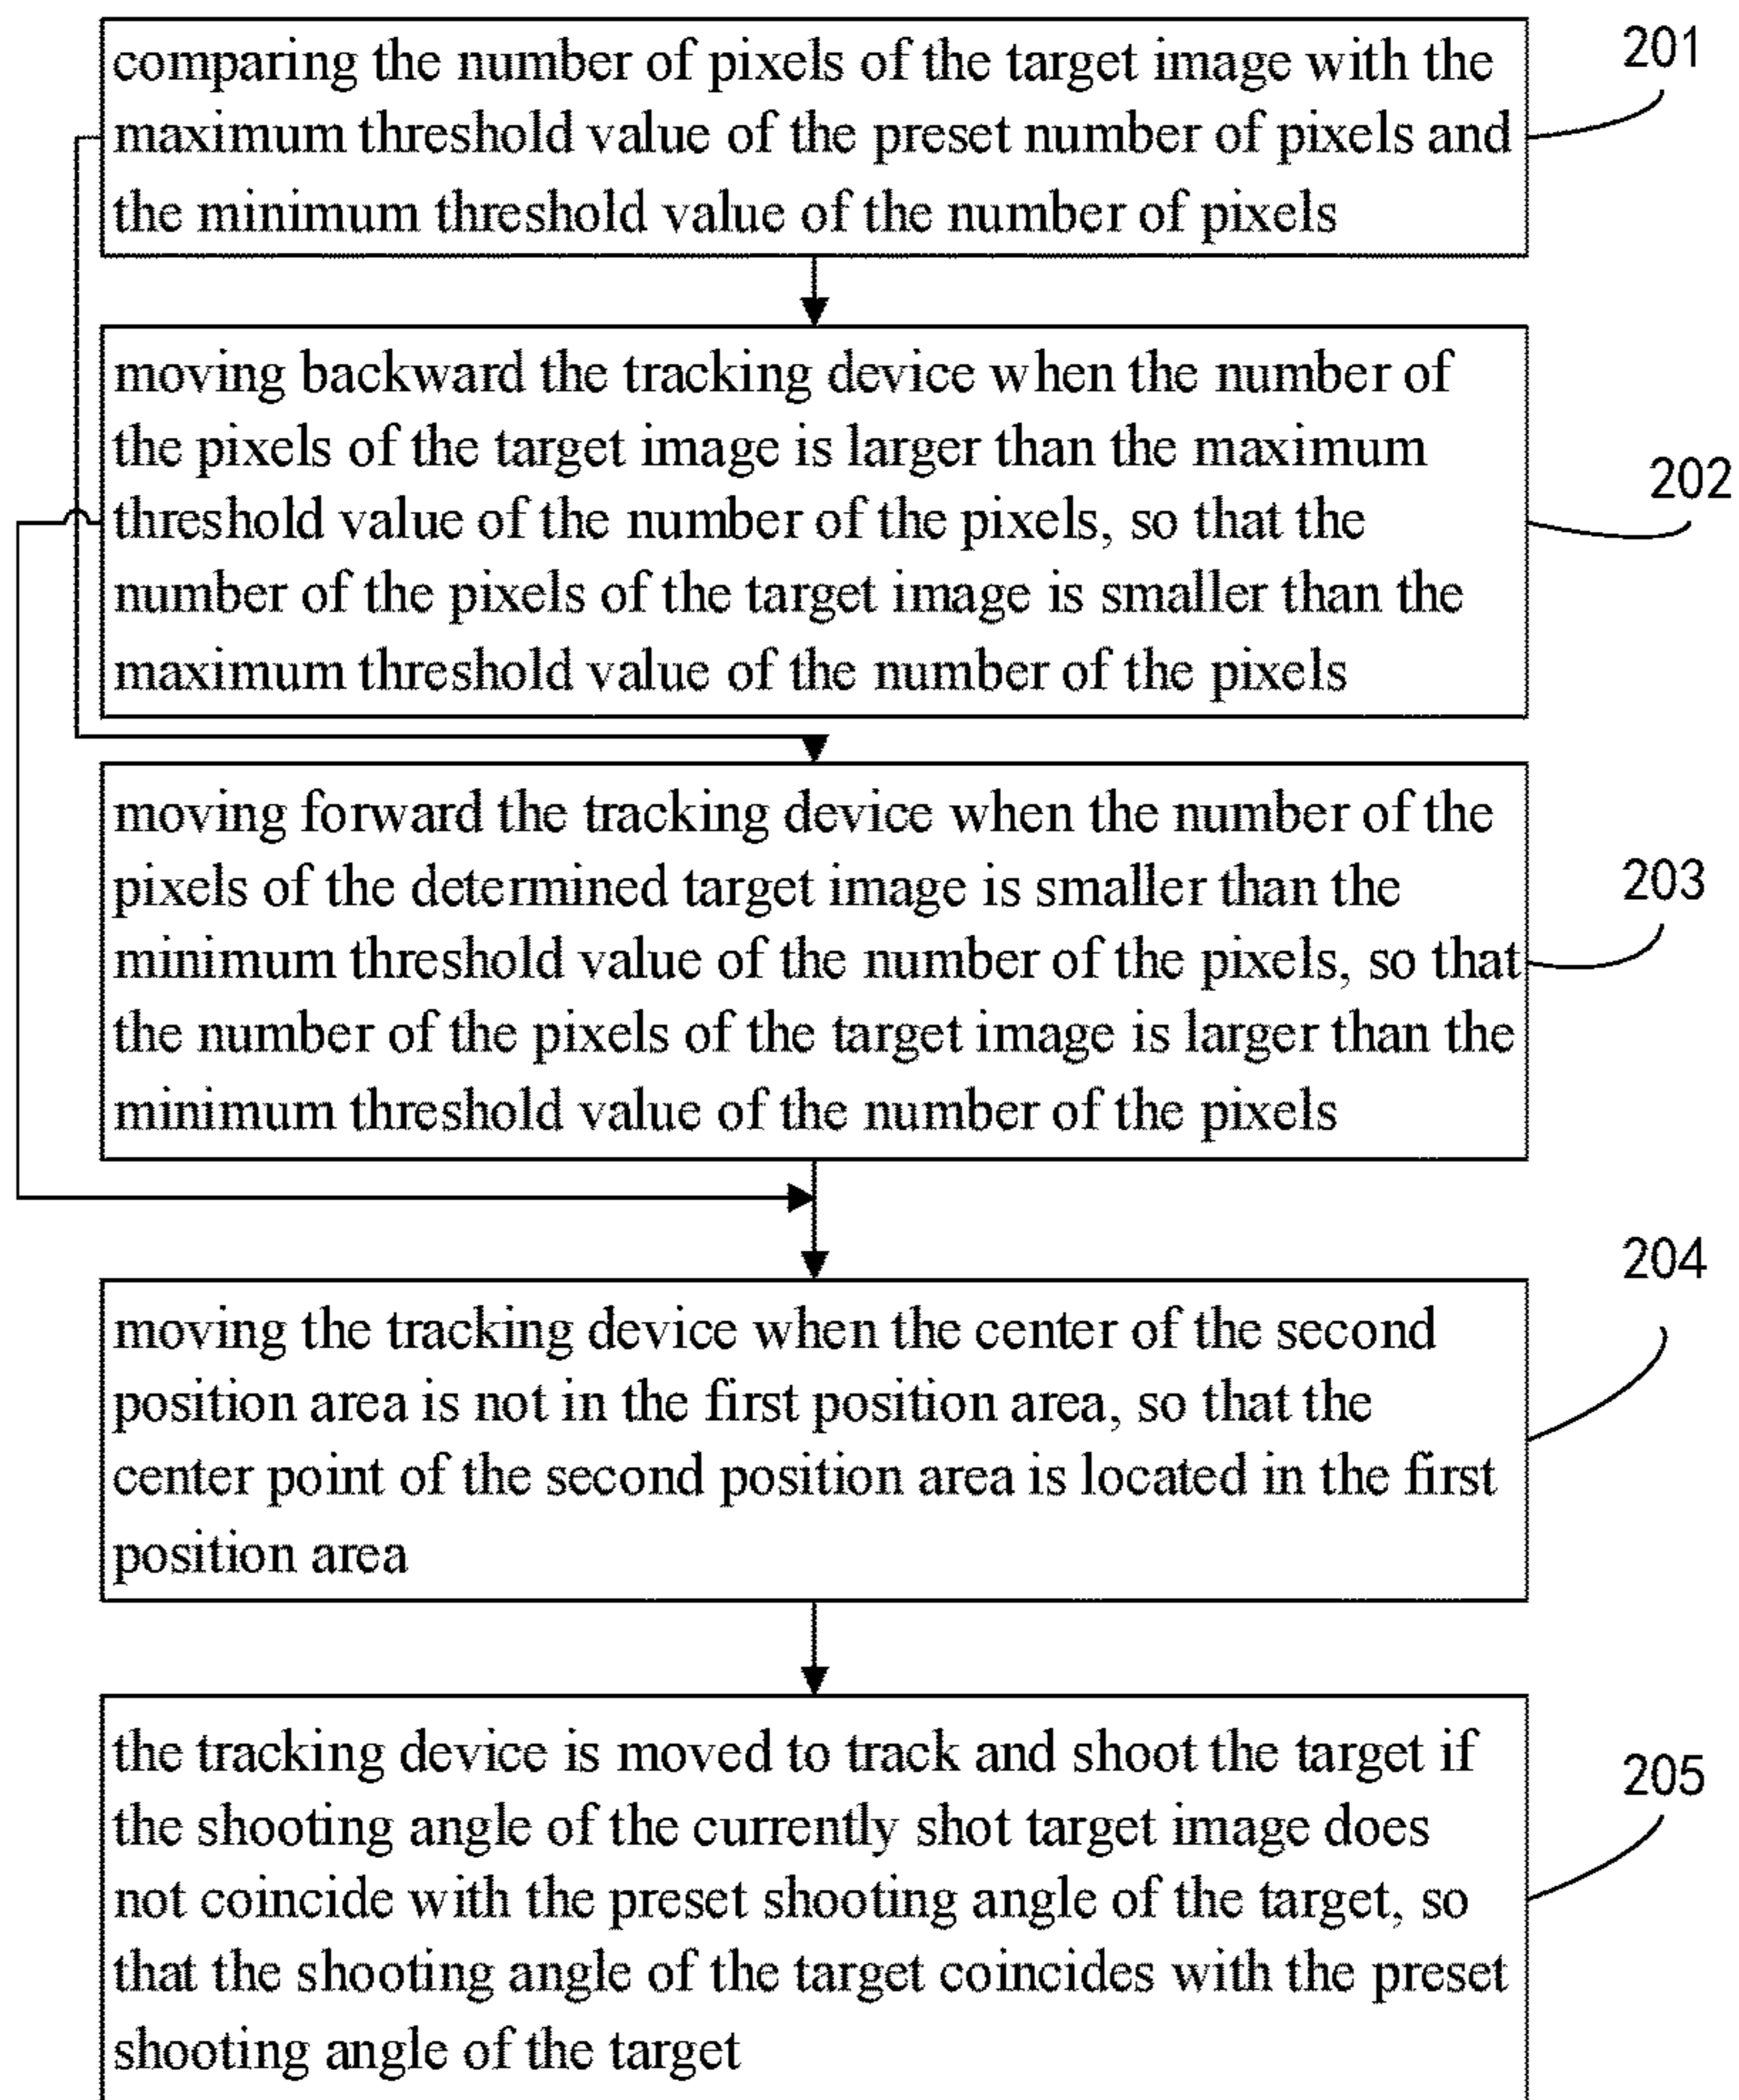 comparing the number of pixels of the target image with the
maximum threshold value of the preset number of pixels and
the minimum threshold value of the number of pixels
201
moving backward the tracking device when the number of
the pixels of the target image is larger than the maximum
threshold value of the number of the pixels, so that the
number of the pixels of the target image is smaller than the
maximum threshold value of the number of the pixels
202
moving forward the tracking device when the number of the
pixels of the determined target image is smaller than the
minimum threshold value of the number of the pixels, so that
the number of the pixels of the target image is larger than the
minimum threshold value of the number of the pixels
203
moving the tracking device when the center of the second
position area is not in the first position area, so that the
center point of the second position area is located in the first
position area
204
the tracking device is moved to track and shoot the target if
the shooting angle of the currently shot target image does
not coincide with the preset shooting angle of the target, so
that the shooting angle of the target coincides with the preset
shooting angle of the target
205